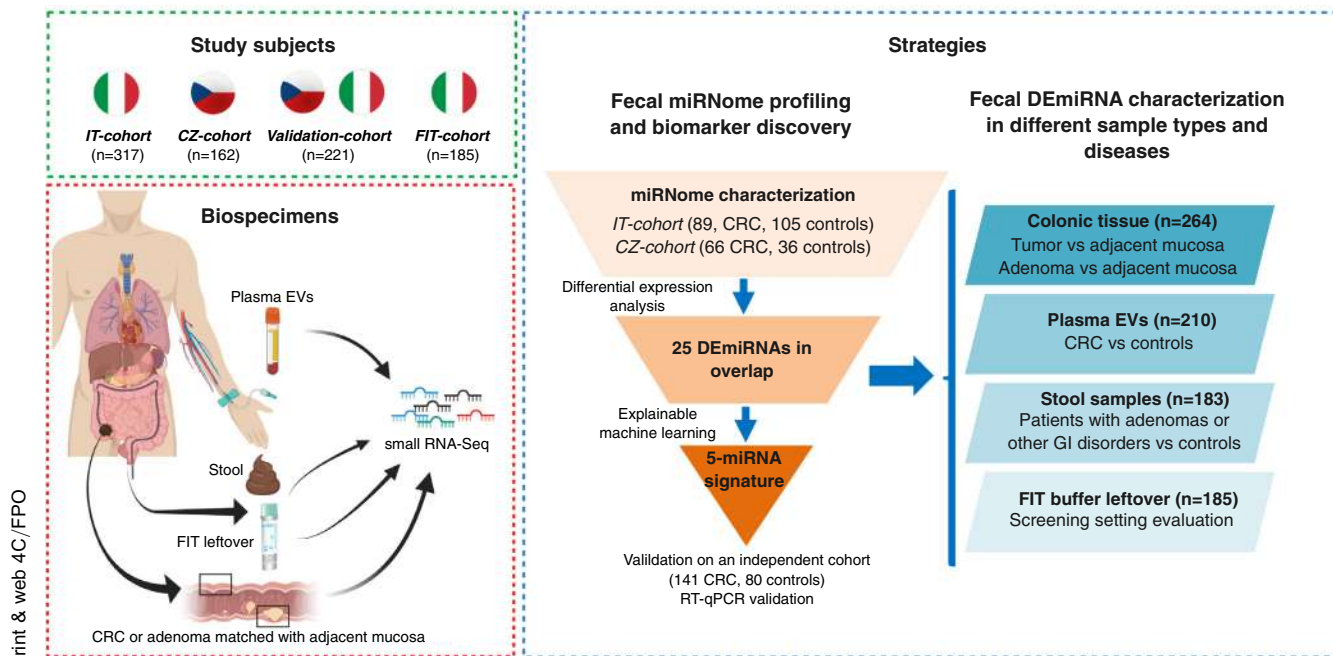 Study subjects
IT-cohort
(n=317)
CZ-cohort
(n=162)
Validation-cohort
(n=221)
FIT-cohort
(n=185)
Biospecimens
Plasma EVs
small RNA-Seq
Stool
FIT leftover
CRC or adenoma matched with adjacent mucosa
rint & web 4C/FPO
Strategies
Fecal miRNome profiling
and biomarker discovery
miRNome characterization
IT-cohort (89, CRC, 105 controls)
CZ-cohort (66 CRC, 36 controls)
Differential expression
analysis
25 DEmiRNAs in
overlap
Explainable
machine learning
5-miRNA
signature
Valildation on an independent cohort
(141 CRC, 80 controls)
RT-qPCR validation
Fecal DEmiRNA characterization
in different sample types and
diseases
Colonic tissue (n=264)
Tumor vs adjacent mucosa
Adenoma vs adjacent mucosa
Plasma EVs (n=210)
CRC vs controls
Stool samples (n=183)
Patients with adenomas or
other GI disorders vs controls
FIT buffer leftover (n=185)
Screening setting evaluation